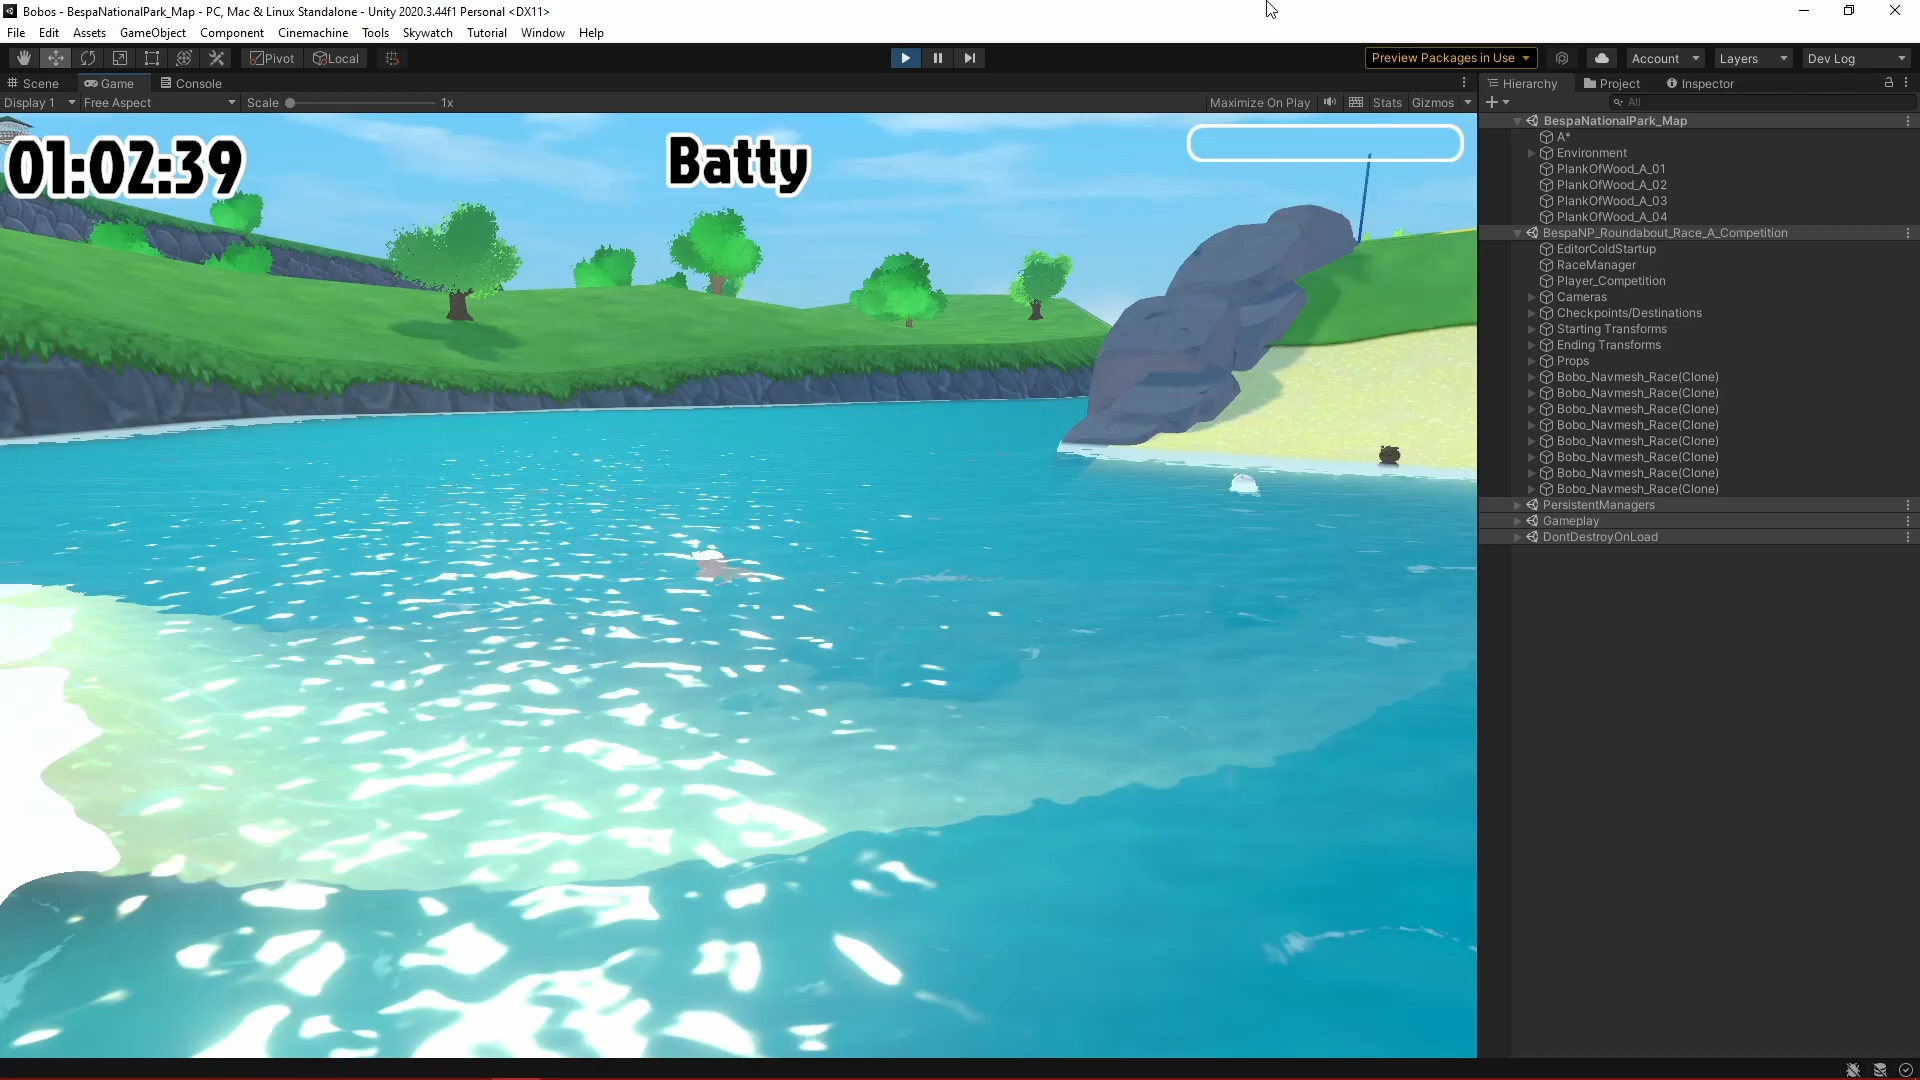 Bobos - BespaNationalPark_Map - PC, Mac & Linux Standalone - Unity 2020.3.44f1 Personal <DX11>
File Edit Assets GameObject Component Cinemachine Tools Skywatch Tutorial Window Help
Pivot Local Preview Packages in Use Account Layers Dev Log
Scene Game Console Hierarchy Project Inspector
Display 1 Free Aspect Scale 1x Maximize On Play Stats Gizmos All
01:02:39
Batty
BespaNationalPark_Map
A*
Environment
PlankOfWood_A_01
PlankOfWood_A_02
PlankOfWood_A_03
PlankOfWood_A_04
BespaNP_Roundabout_Race_A_Competition
EditorColdStartup
RaceManager
Player_Competition
Cameras
Checkpoints/Destinations
Starting Transforms
Ending Transforms
Props
Bobo_Navmesh_Race(Clone)
Bobo_Navmesh_Race(Clone)
Bobo_Navmesh_Race(Clone)
Bobo_Navmesh_Race(Clone)
Bobo_Navmesh_Race(Clone)
Bobo_Navmesh_Race(Clone)
Bobo_Navmesh_Race(Clone)
Bobo_Navmesh_Race(Clone)
PersistentManagers
Gameplay
DontDestroyOnLoad